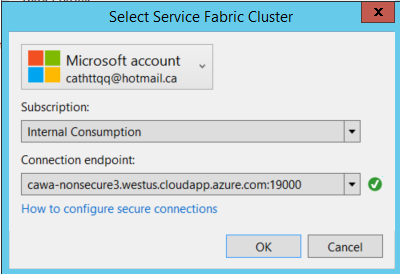 Select Service Fabric Cluster
x
Microsoft account
cathttqq@hotmail.ca
Subscription:
Internal Consumption
Connection endpoint:
cawa-nonsecure3.westus.cloudapp.azure.com:19000
How to configure secure connections
OK Cancel